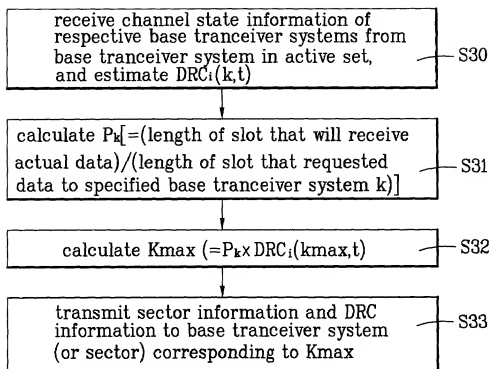 receive channel state information of
respective base tranceiver systems from
base tranceiver system in active set,
and estimate DRCi(k,t)
S30
calculate Pk[=(length of slot that will receive
actual data)/(length of slot that requested
data to specified base tranceiver system k)]
S31
calculate Kmax (=Pk×DRCi(kmax,t)
S32
transmit sector information and DRC
information to base tranceiver system
(or sector) corresponding to Kmax
S33